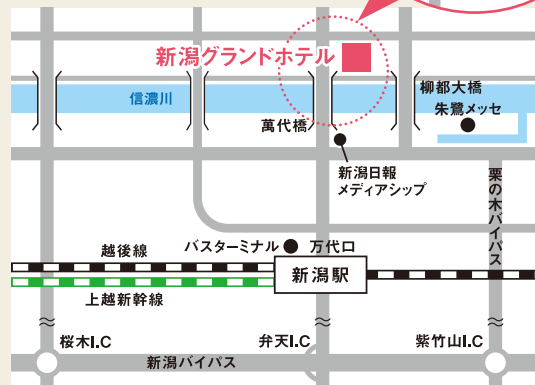 新潟グランドホテル
信濃川
柳都大橋
朱鷺メッセ
萬代橋
新潟日報
メディアシップ
栗の木バイパス
越後線
バスターミナル
万代口
新潟駅
上越新幹線
桜木I.C
弁天I.C
紫竹山I.C
新潟バイパス